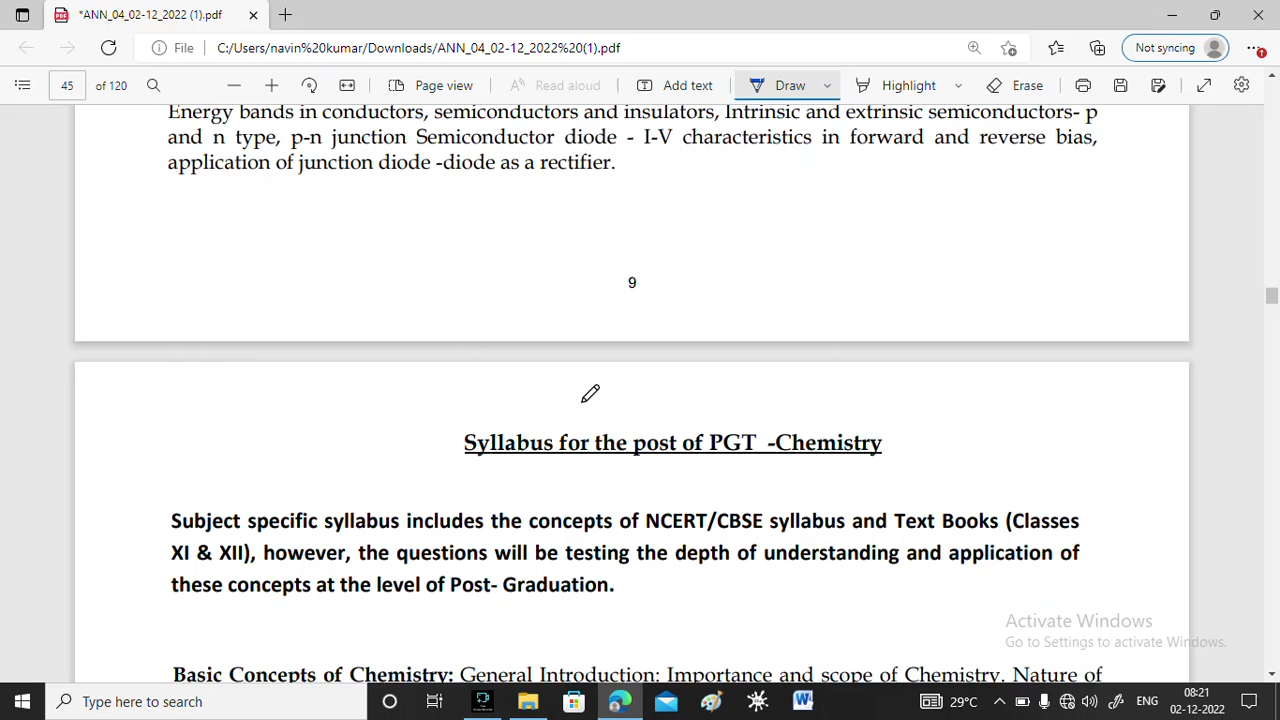 *ANN_04_02-12_2022 (1).pdf
File C:/Users/navin%20kumar/Downloads/ANN_04_02-12_2022%20(1).pdf Not syncing
45 of 120 Page view Read aloud Add text Draw Highlight Erase
Energy bands in conductors, semiconductors and insulators, Intrinsic and extrinsic semiconductors- p
and n type, p-n junction Semiconductor diode - I-V characteristics in forward and reverse bias,
application of junction diode -diode as a rectifier.
9
Syllabus for the post of PGT -Chemistry
Subject specific syllabus includes the concepts of NCERT/CBSE syllabus and Text Books (Classes
XI & XII), however, the questions will be testing the depth of understanding and application of
these concepts at the level of Post- Graduation.
Activate Windows
Go to Settings to activate Windows.
Basic Concepts of Chemistry: General Introduction: Importance and scope of Chemistry. Nature of
Type here to search 29°C ENG 08:21
02-12-2022